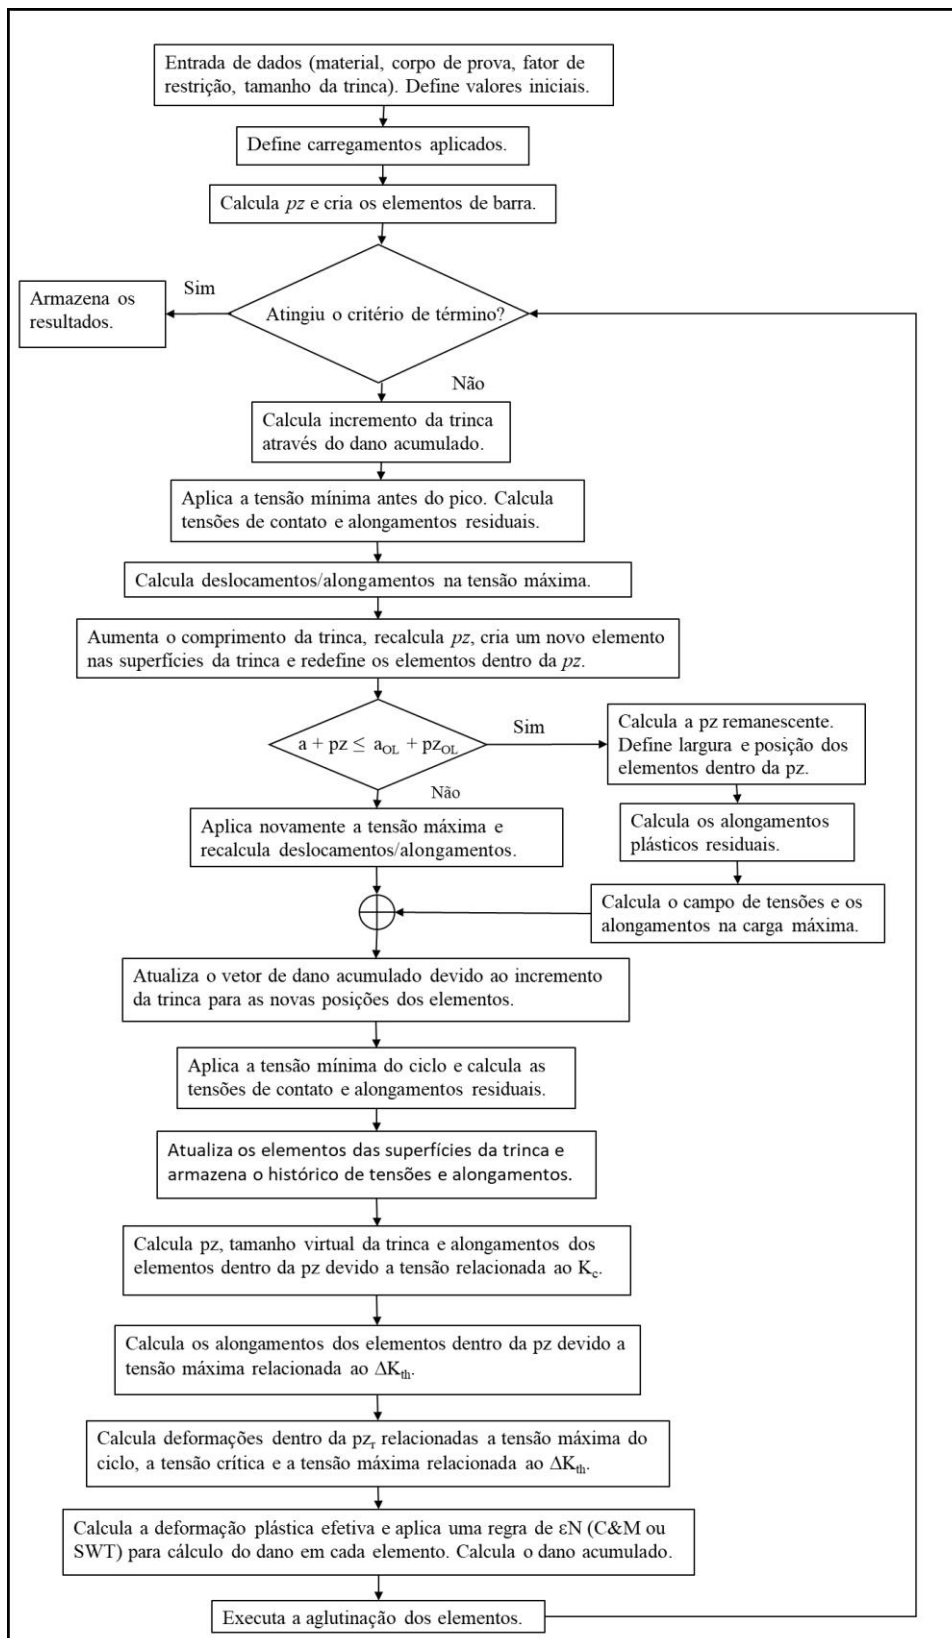 Entrada de dados (material, corpo de prova, fator de
restrição, tamanho da trinca). Define valores iniciais.
Define carregamentos aplicados.
Calcula pz e cria os elementos de barra.
Atingiu o critério de término?
Sim
Armazena os
resultados.
Não
Calcula incremento da trinca
através do dano acumulado.
Aplica a tensão mínima antes do pico. Calcula
tensões de contato e alongamentos residuais.
Calcula deslocamentos/alongamentos na tensão máxima.
Aumenta o comprimento da trinca, recalcula pz, cria um novo elemento
nas superfícies da trinca e redefine os elementos dentro da pz.
a + pz ≤ a_OL + pz_OL
Sim
Calcula a pz remanescente.
Define largura e posição dos
elementos dentro da pz.
Calcula os alongamentos
plásticos residuais.
Calcula o campo de tensões e os
alongamentos na carga máxima.
Não
Aplica novamente a tensão máxima e
recalcula deslocamentos/alongamentos.
Atualiza o vetor de dano acumulado devido ao incremento
da trinca para as novas posições dos elementos.
Aplica a tensão mínima do ciclo e calcula as
tensões de contato e alongamentos residuais.
Atualiza os elementos das superfícies da trinca e
armazena o histórico de tensões e alongamentos.
Calcula pz, tamanho virtual da trinca e alongamentos dos
elementos dentro da pz devido a tensão relacionada ao K_c.
Calcula os alongamentos dos elementos dentro da pz devido a
tensão máxima relacionada ao ΔK_th.
Calcula deformações dentro da pz_r relacionadas a tensão máxima do
ciclo, a tensão crítica e a tensão máxima relacionada ao ΔK_th.
Calcula a deformação plástica efetiva e aplica uma regra de εN (C&M ou
SWT) para cálculo do dano em cada elemento. Calcula o dano acumulado.
Executa a aglutinação dos elementos.